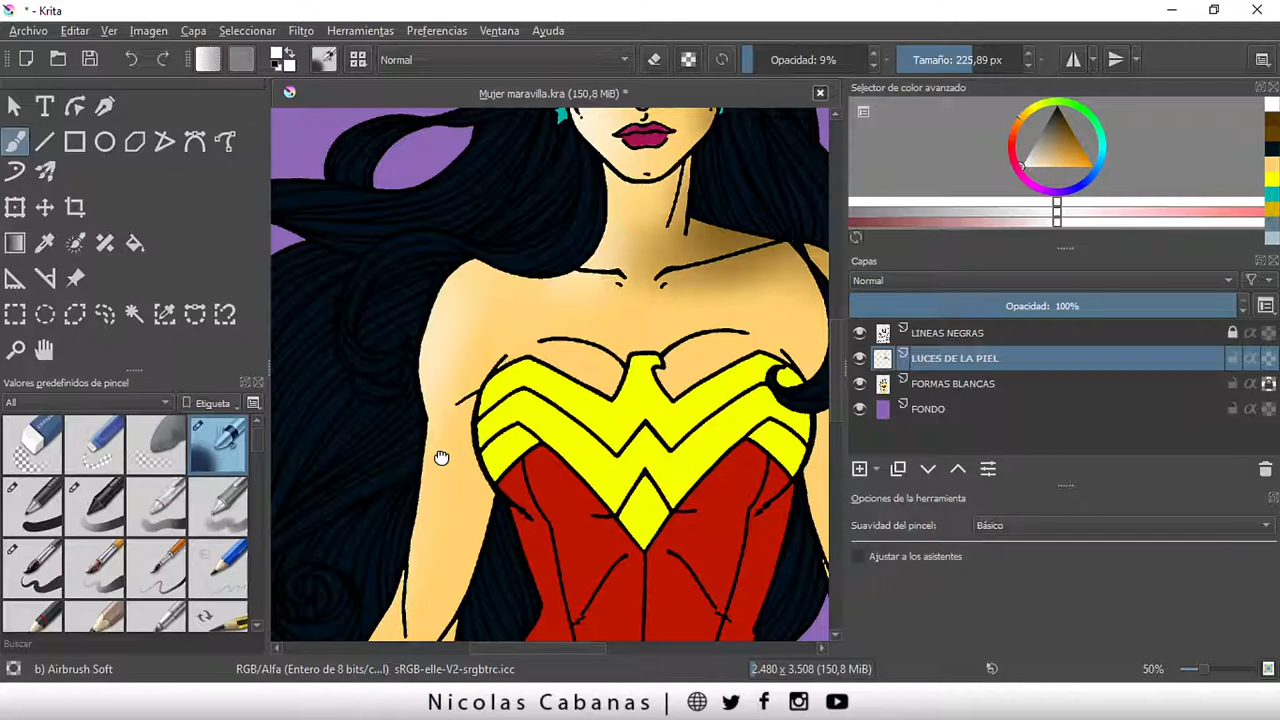 * - Krita
Archivo Editar Ver Imagen Capa Seleccionar Filtro Herramientas Preferencias Ventana Ayuda
Normal Opacidad: 9% Tamaño: 225,89 px
Mujer maravilla.kra (150,8 MiB) *
Selector de color avanzado
Capas
Normal
Opacidad: 100%
LINEAS NEGRAS
LUCES DE LA PIEL
FORMAS BLANCAS
FONDO
Valores predefinidos de pincel
All Etiqueta
Opciones de la herramienta
Suavidad del pincel: Básico
Ajustar a los asistentes
Buscar
b) Airbrush Soft RGB/Alfa (Entero de 8 bits/c...l) sRGB-elle-V2-srgbtrc.icc 2.480 x 3.508 (150,8 MiB) 50%
Nicolas Cabanas |